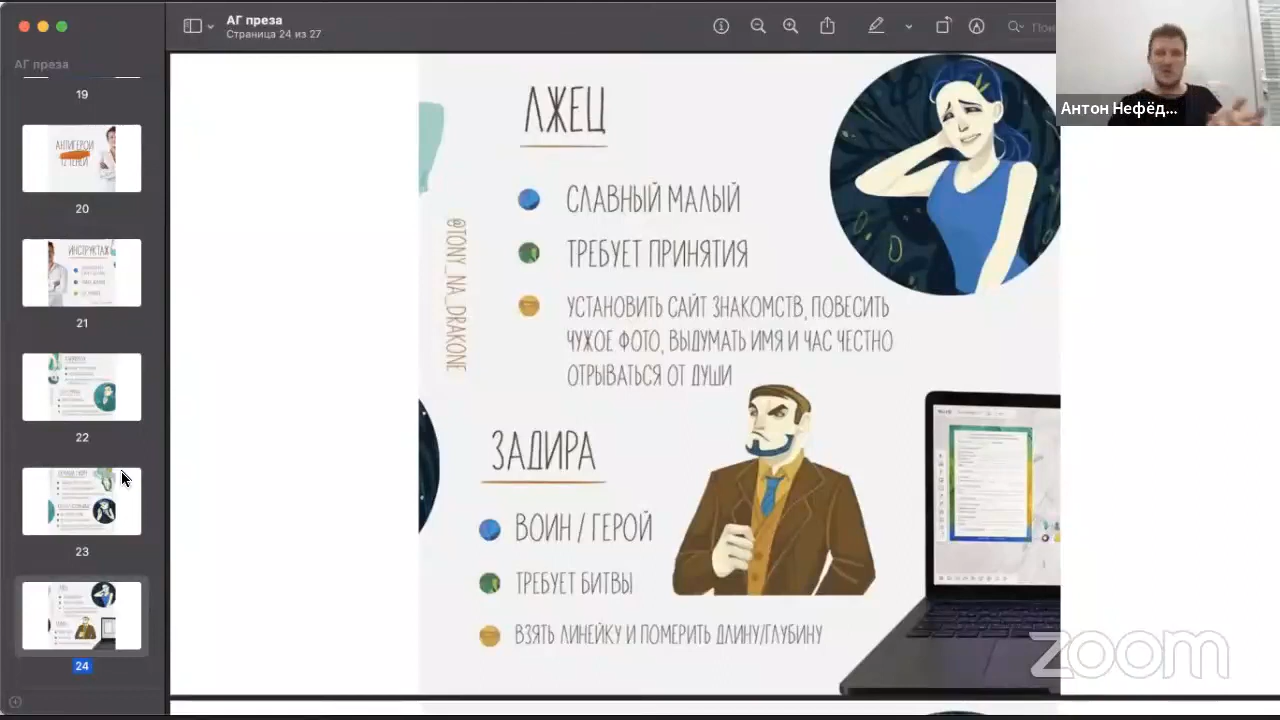 АГ преза
Страница 24 из 27
Пои
АГ преза
19
АНТИГЕРОИ
12 ТЕНЕЙ
20
ИНСТРУКТАЖ
21
22
23
24
ЛЖЕЦ
СЛАВНЫЙ МАЛЫЙ
ТРЕБУЕТ ПРИНЯТИЯ
УСТАНОВИТЬ САЙТ ЗНАКОМСТВ, ПОВЕСИТЬ
ЧУЖОЕ ФОТО, ВЫДУМАТЬ ИМЯ И ЧАС ЧЕСТНО
ОТРЫВАТЬСЯ ОТ ДУШИ
@TONY_NA_DRAKONE
ЗАДИРА
ВОИН / ГЕРОЙ
ТРЕБУЕТ БИТВЫ
ВЗЯТЬ ЛИНЕЙКУ И ПОМЕРИТЬ ДЛИНУ/ГЛУБИНУ
Антон Нефёд...
zoom